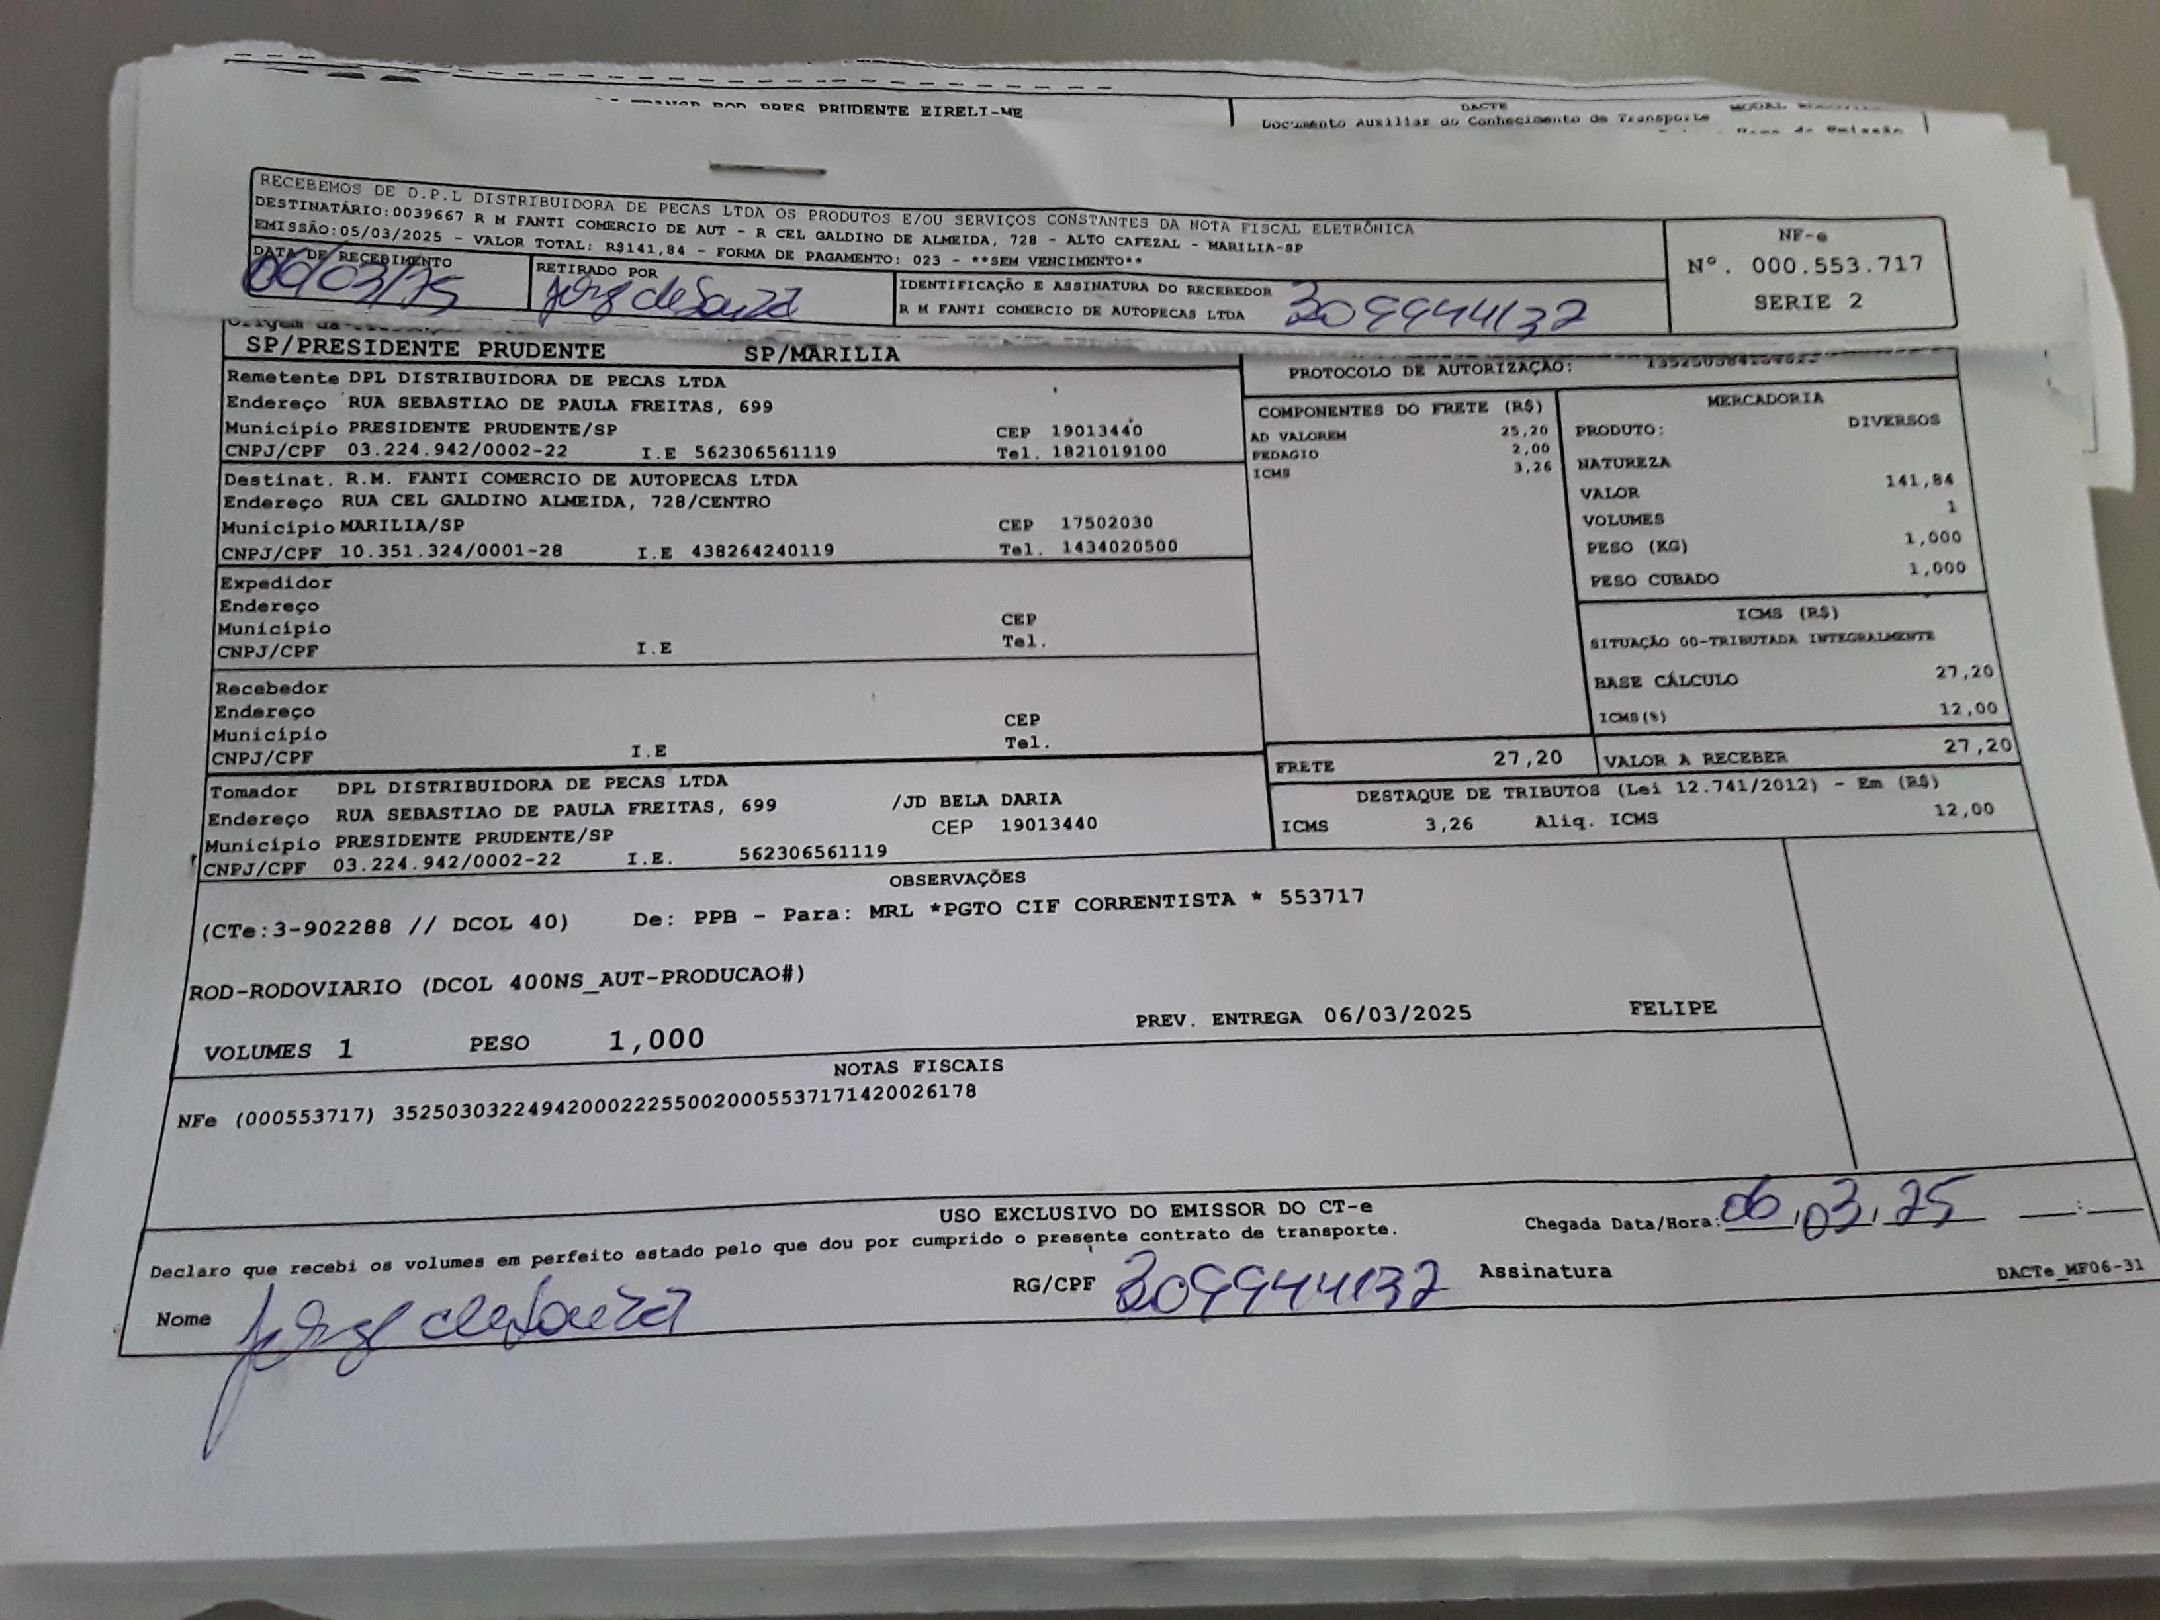 PRES PRUDENTE EIRELI-ME
DACTE
Documento Auxiliar do Conhecimento de Transporte
RECEBEMOS DE D.P.L DISTRIBUIDORA DE PECAS LTDA OS PRODUTOS E/OU SERVIÇOS CONSTANTES DA NOTA FISCAL ELETRÔNICA
DESTINATÁRIO:0039667 R M FANTI COMERCIO DE AUT - R CEL GALDINO DE ALMEIDA, 728 - ALTO CAFEZAL - MARILIA-SP
EMISSÃO:05/03/2025 - VALOR TOTAL: R$141,84 - FORMA DE PAGAMENTO: 023 - **SEM VENCIMENTO**
NF-e
Nº. 000.553.717
SERIE 2
DATA DE RECEBIMENTO
06/03/25
RETIRADO POR
Jorge de Souza
IDENTIFICAÇÃO E ASSINATURA DO RECEBEDOR
R M FANTI COMERCIO DE AUTOPECAS LTDA
309944132
SP/PRESIDENTE PRUDENTE SP/MARILIA
PROTOCOLO DE AUTORIZAÇÃO:
Remetente DPL DISTRIBUIDORA DE PECAS LTDA
Endereço RUA SEBASTIAO DE PAULA FREITAS, 699
Município PRESIDENTE PRUDENTE/SP CEP 19013440
CNPJ/CPF 03.224.942/0002-22 I.E 562306561119 Tel. 1821019100
Destinat. R.M. FANTI COMERCIO DE AUTOPECAS LTDA
Endereço RUA CEL GALDINO ALMEIDA, 728/CENTRO
Município MARILIA/SP CEP 17502030
CNPJ/CPF 10.351.324/0001-28 I.E 438264240119 Tel. 1434020500
Expedidor
Endereço
Município CEP
CNPJ/CPF I.E Tel.
Recebedor
Endereço
Município CEP
CNPJ/CPF I.E Tel.
Tomador DPL DISTRIBUIDORA DE PECAS LTDA
Endereço RUA SEBASTIAO DE PAULA FREITAS, 699 /JD BELA DARIA
Município PRESIDENTE PRUDENTE/SP CEP 19013440
CNPJ/CPF 03.224.942/0002-22 I.E. 562306561119
COMPONENTES DO FRETE (R$)
AD VALOREM 25,20
PEDAGIO 2,00
ICMS 3,26
MERCADORIA
PRODUTO: DIVERSOS
NATUREZA
VALOR 141,84
VOLUMES 1
PESO (KG) 1,000
PESO CUBADO 1,000
ICMS (R$)
SITUAÇÃO 00-TRIBUTADA INTEGRALMENTE
BASE CÁLCULO 27,20
ICMS(%) 12,00
FRETE 27,20 VALOR A RECEBER 27,20
DESTAQUE DE TRIBUTOS (Lei 12.741/2012) - Em (R$)
ICMS 3,26 Aliq. ICMS 12,00
OBSERVAÇÕES
(CTe:3-902288 // DCOL 40) De: PPB - Para: MRL *PGTO CIF CORRENTISTA * 553717
ROD-RODOVIARIO (DCOL 400NS_AUT-PRODUCAO#)
VOLUMES 1 PESO 1,000 PREV. ENTREGA 06/03/2025 FELIPE
NOTAS FISCAIS
NFe (000553717) 35250303224942000222550020005537171420026178
USO EXCLUSIVO DO EMISSOR DO CT-e
Declaro que recebi os volumes em perfeito estado pelo que dou por cumprido o presente contrato de transporte.
Chegada Data/Hora: 06,03,25 __:__
Nome Jorge de Souza RG/CPF 309944132 Assinatura
DACTe_MF06-31